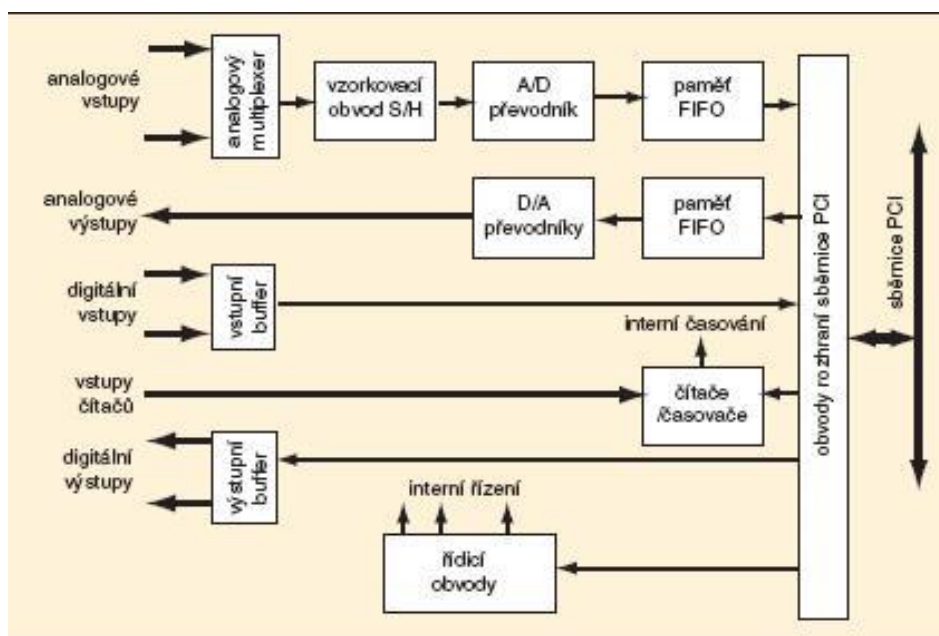 analogové
vstupy
analogový
multiplexer
vzorkovací
obvod S/H
A/D
převodník
paměť
FIFO
analogové
výstupy
D/A
převodníky
paměť
FIFO
digitální
vstupy
vstupní
buffer
interní časování
vstupy
čítačů
čítače
/časovače
digitální
výstupy
výstupní
buffer
interní řízení
řídicí
obvody
obvody rozhraní sběrnice PCI
sběrnice PCI